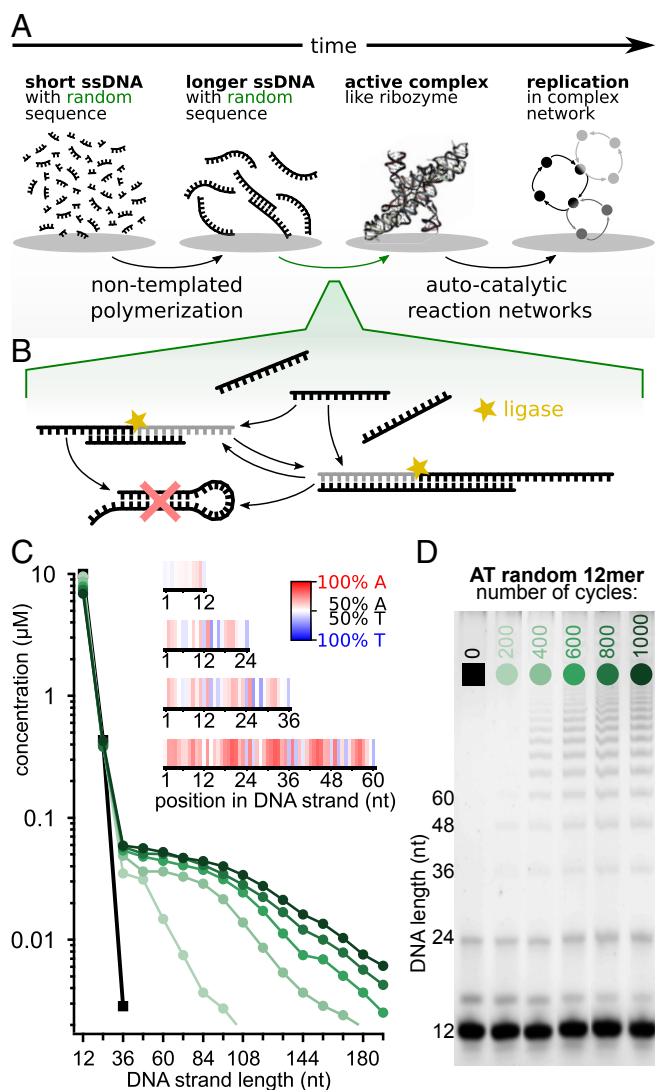 A
time
short ssDNA
with random
sequence
longer ssDNA
with random
sequence
active complex
like ribozyme
replication
in complex
network
non-templated
polymerization
auto-catalytic
reaction networks
B
ligase
C
concentration (µM)
10
1
0.1
0.01
12 36 60 84 108 144 180
DNA strand length (nt)
1 12
1 12 24
1 12 24 36
1 12 24 36 48 60
position in DNA strand (nt)
100% A
50% A
50% T
100% T
D
AT random 12mer
number of cycles:
0 200 400 600 800 1000
DNA length (nt)
60
48
36
24
12